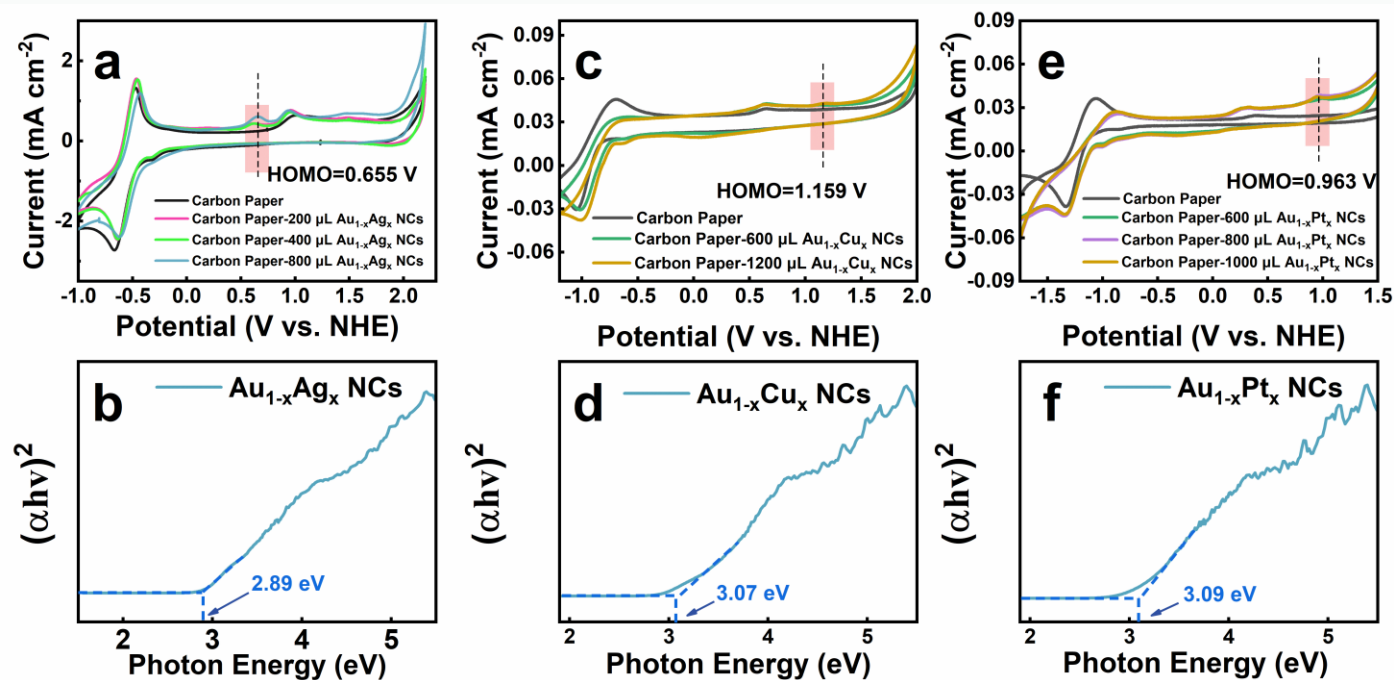 a
Current (mA cm⁻²)
2
0
-2
HOMO=0.655 V
Carbon Paper
Carbon Paper-200 μL Au₁₋ₓAgₓ NCs
Carbon Paper-400 μL Au₁₋ₓAgₓ NCs
Carbon Paper-800 μL Au₁₋ₓAgₓ NCs
-1.0 -0.5 0.0 0.5 1.0 1.5 2.0
Potential (V vs. NHE)
c
Current (mA cm⁻²)
0.09
0.06
0.03
0.00
-0.03
-0.06
HOMO=1.159 V
Carbon Paper
Carbon Paper-600 μL Au₁₋ₓCuₓ NCs
Carbon Paper-1200 μL Au₁₋ₓCuₓ NCs
-1.0 -0.5 0.0 0.5 1.0 1.5 2.0
Potential (V vs. NHE)
e
Current (mA cm⁻²)
0.09
0.06
0.03
0.00
-0.03
-0.06
-0.09
HOMO=0.963 V
Carbon Paper
Carbon Paper-600 μL Au₁₋ₓPtₓ NCs
Carbon Paper-800 μL Au₁₋ₓPtₓ NCs
Carbon Paper-1000 μL Au₁₋ₓPtₓ NCs
-1.5 -1.0 -0.5 0.0 0.5 1.0 1.5
Potential (V vs. NHE)
b
Au₁₋ₓAgₓ NCs
(αhν)²
2.89 eV
2 3 4 5
Photon Energy (eV)
d
Au₁₋ₓCuₓ NCs
(αhν)²
3.07 eV
2 3 4 5
Photon Energy (eV)
f
Au₁₋ₓPtₓ NCs
(αhν)²
3.09 eV
2 3 4 5
Photon Energy (eV)